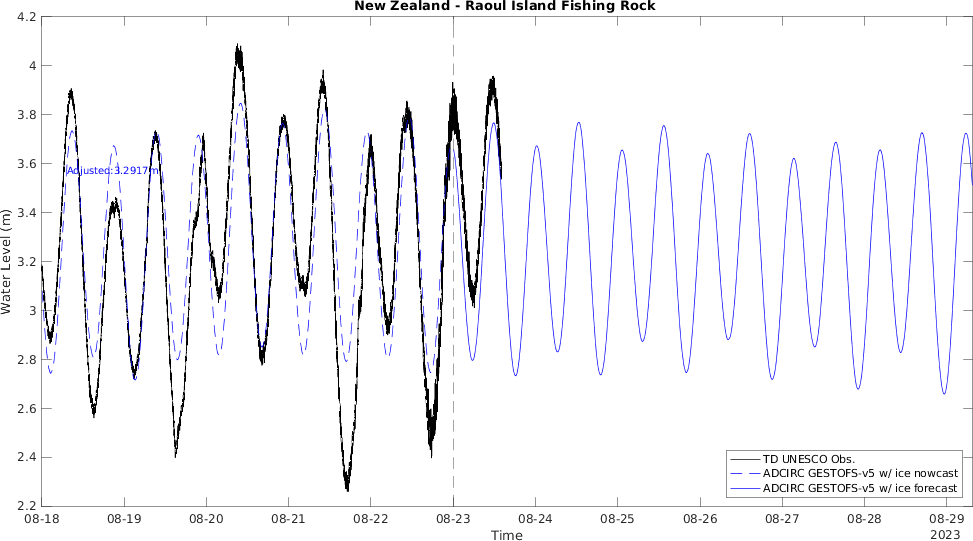 New Zealand - Raoul Island Fishing Rock
Water Level (m)
4.2
4
3.8
3.6
3.4
3.2
3
2.8
2.6
2.4
2.2
Adjusted:3.2917m
TD UNESCO Obs.
ADCIRC GESTOFS-v5 w/ ice nowcast
ADCIRC GESTOFS-v5 w/ ice forecast
08-18 08-19 08-20 08-21 08-22 08-23 08-24 08-25 08-26 08-27 08-28 08-29
2023
Time